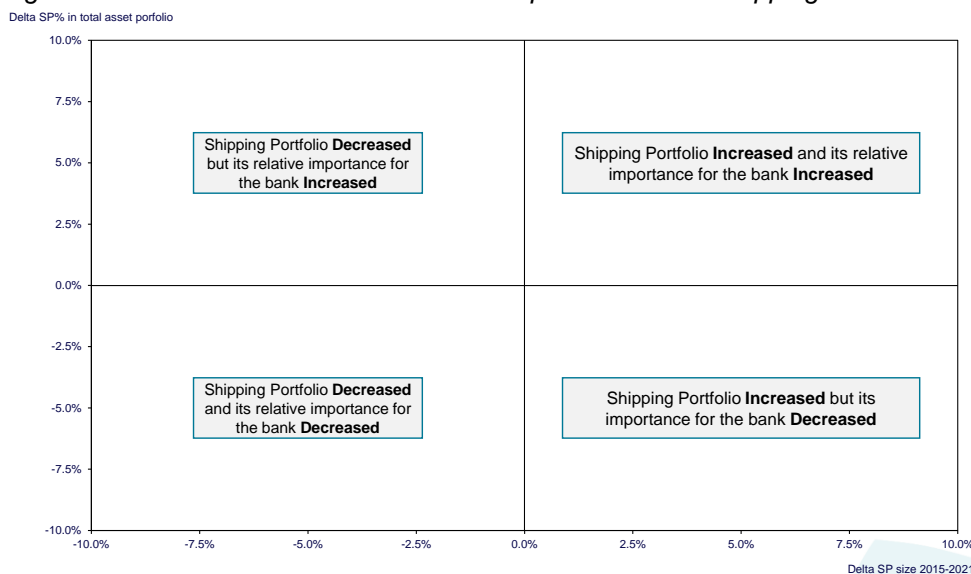 Delta SP% in total asset porfolio
10.0%
7.5%
Shipping Portfolio Decreased
but its relative importance for
the bank Increased
Shipping Portfolio Increased and its relative
importance for the bank Increased
5.0%
2.5%
0.0%
-2.5%
Shipping Portfolio Decreased
and its relative importance for
the bank Decreased
Shipping Portfolio Increased but its
importance for the bank Decreased
-5.0%
-7.5%
-10.0%
-10.0% -7.5% -5.0% -2.5% 0.0% 2.5% 5.0% 7.5% 10.0%
Delta SP size 2015-2021